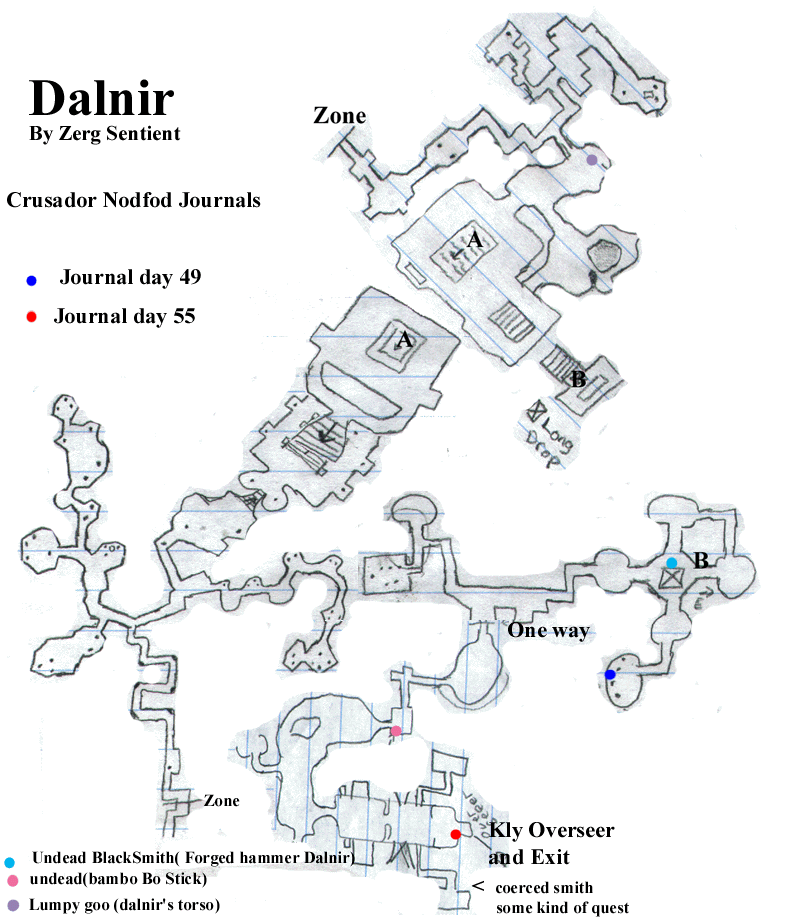 Dalnir
By Zerg Sentient
Zone
Crusador Nodfod Journals
A
Journal day 49
Journal day 55
A
B
Long
Drop
B
One way
Zone
Kly Overseer
and Exit
Undead BlackSmith( Forged hammer Dalnir)
undead(bambo Bo Stick)
Lumpy goo (dalnir's torso)
< coerced smith
some kind of quest